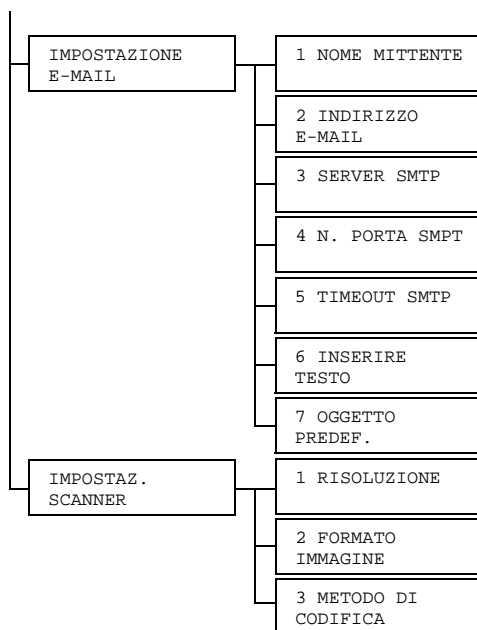 IMPOSTAZIONE
E-MAIL
1 NOME MITTENTE
2 INDIRIZZO
E-MAIL
3 SERVER SMTP
4 N. PORTA SMPT
5 TIMEOUT SMTP
6 INSERIRE
TESTO
7 OGGETTO
PREDEF.
IMPOSTAZ.
SCANNER
1 RISOLUZIONE
2 FORMATO
IMMAGINE
3 METODO DI
CODIFICA